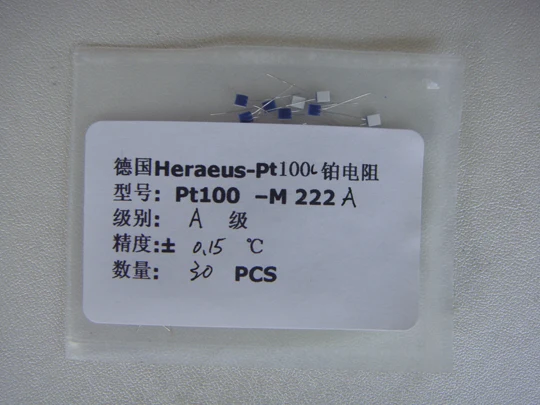 德国Heraeus-Pt1000铂电阻
型号: Pt100 -M 222 A
级别: A 级
精度:± 0.15 ℃
数量: 30 PCS